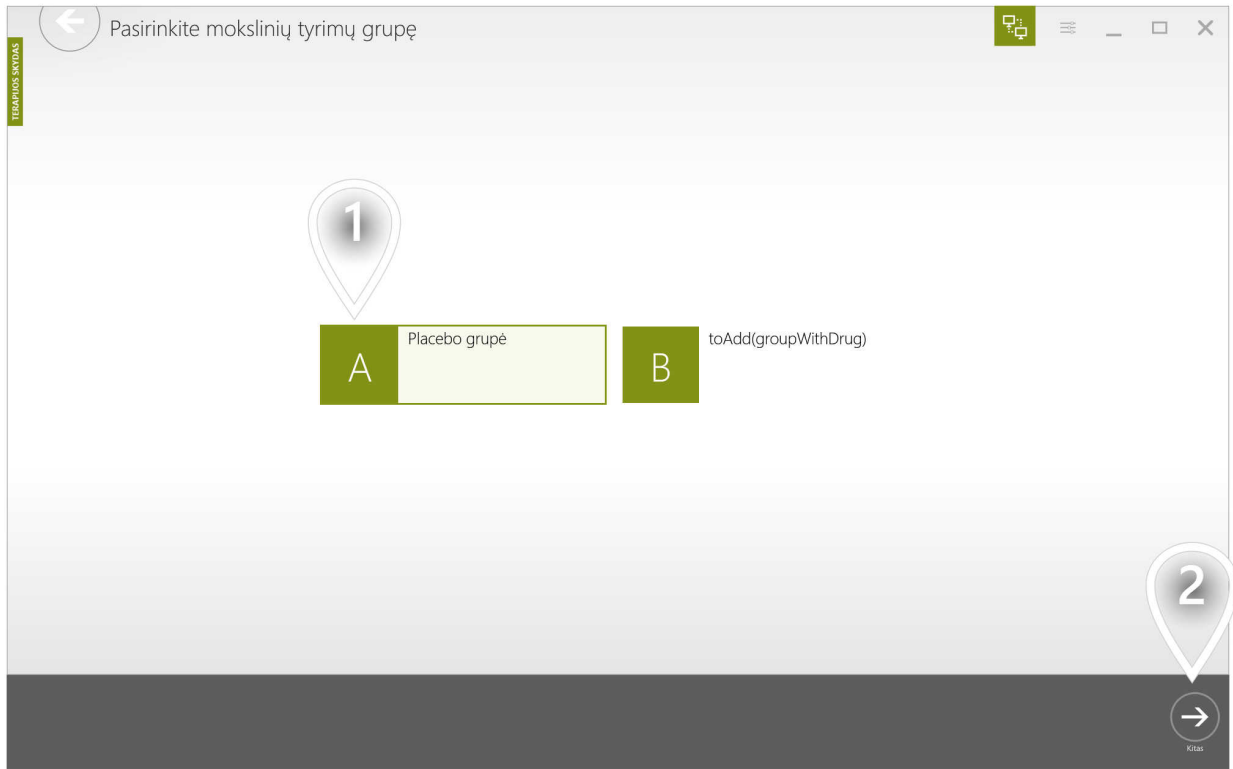 Pasirinkite mokslinių tyrimų grupę
TERAPIJOS SKYDAS
1
A
Placebo grupė
B
toAdd(groupWithDrug)
2
Kitas